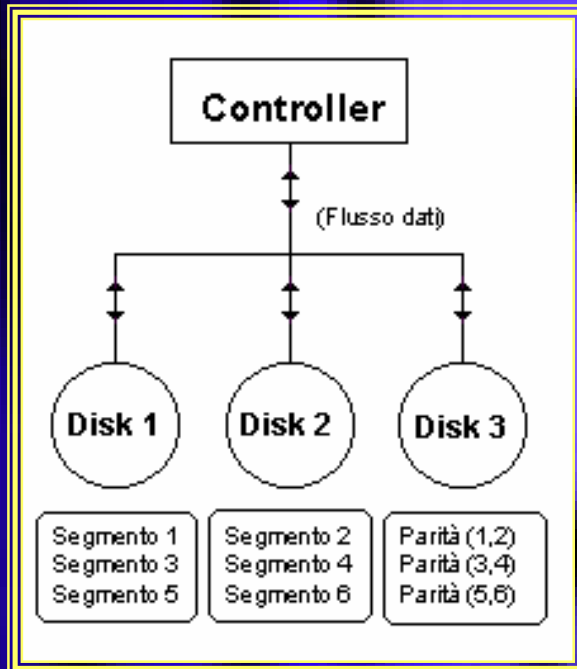 Controller
(Flusso dati)
Disk 1
Disk 2
Disk 3
Segmento 1
Segmento 3
Segmento 5
Segmento 2
Segmento 4
Segmento 6
Parità (1,2)
Parità (3,4)
Parità (5,6)